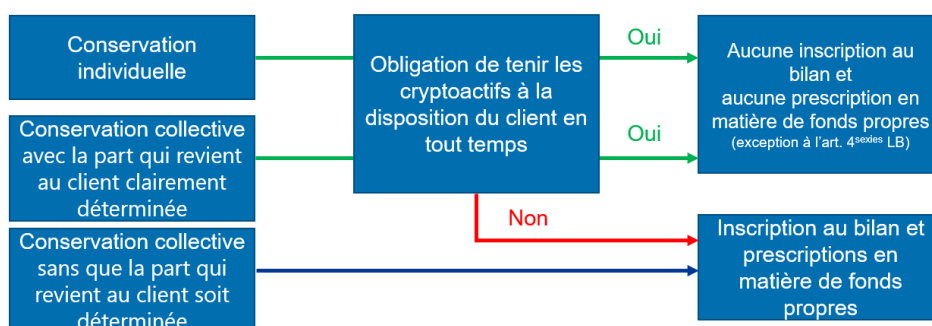 Conservation
individuelle
Obligation de tenir les
cryptoactifs à la
disposition du client en
tout temps
Oui
Aucune inscription au
bilan et
aucune prescription en
matière de fonds propres
(exception à l'art. 4sexies LB)
Conservation collective
avec la part qui revient
au client clairement
déterminée
Oui
Non
Conservation collective
sans que la part qui
revient au client soit
déterminée
Inscription au bilan et
prescriptions en
matière de fonds
propres